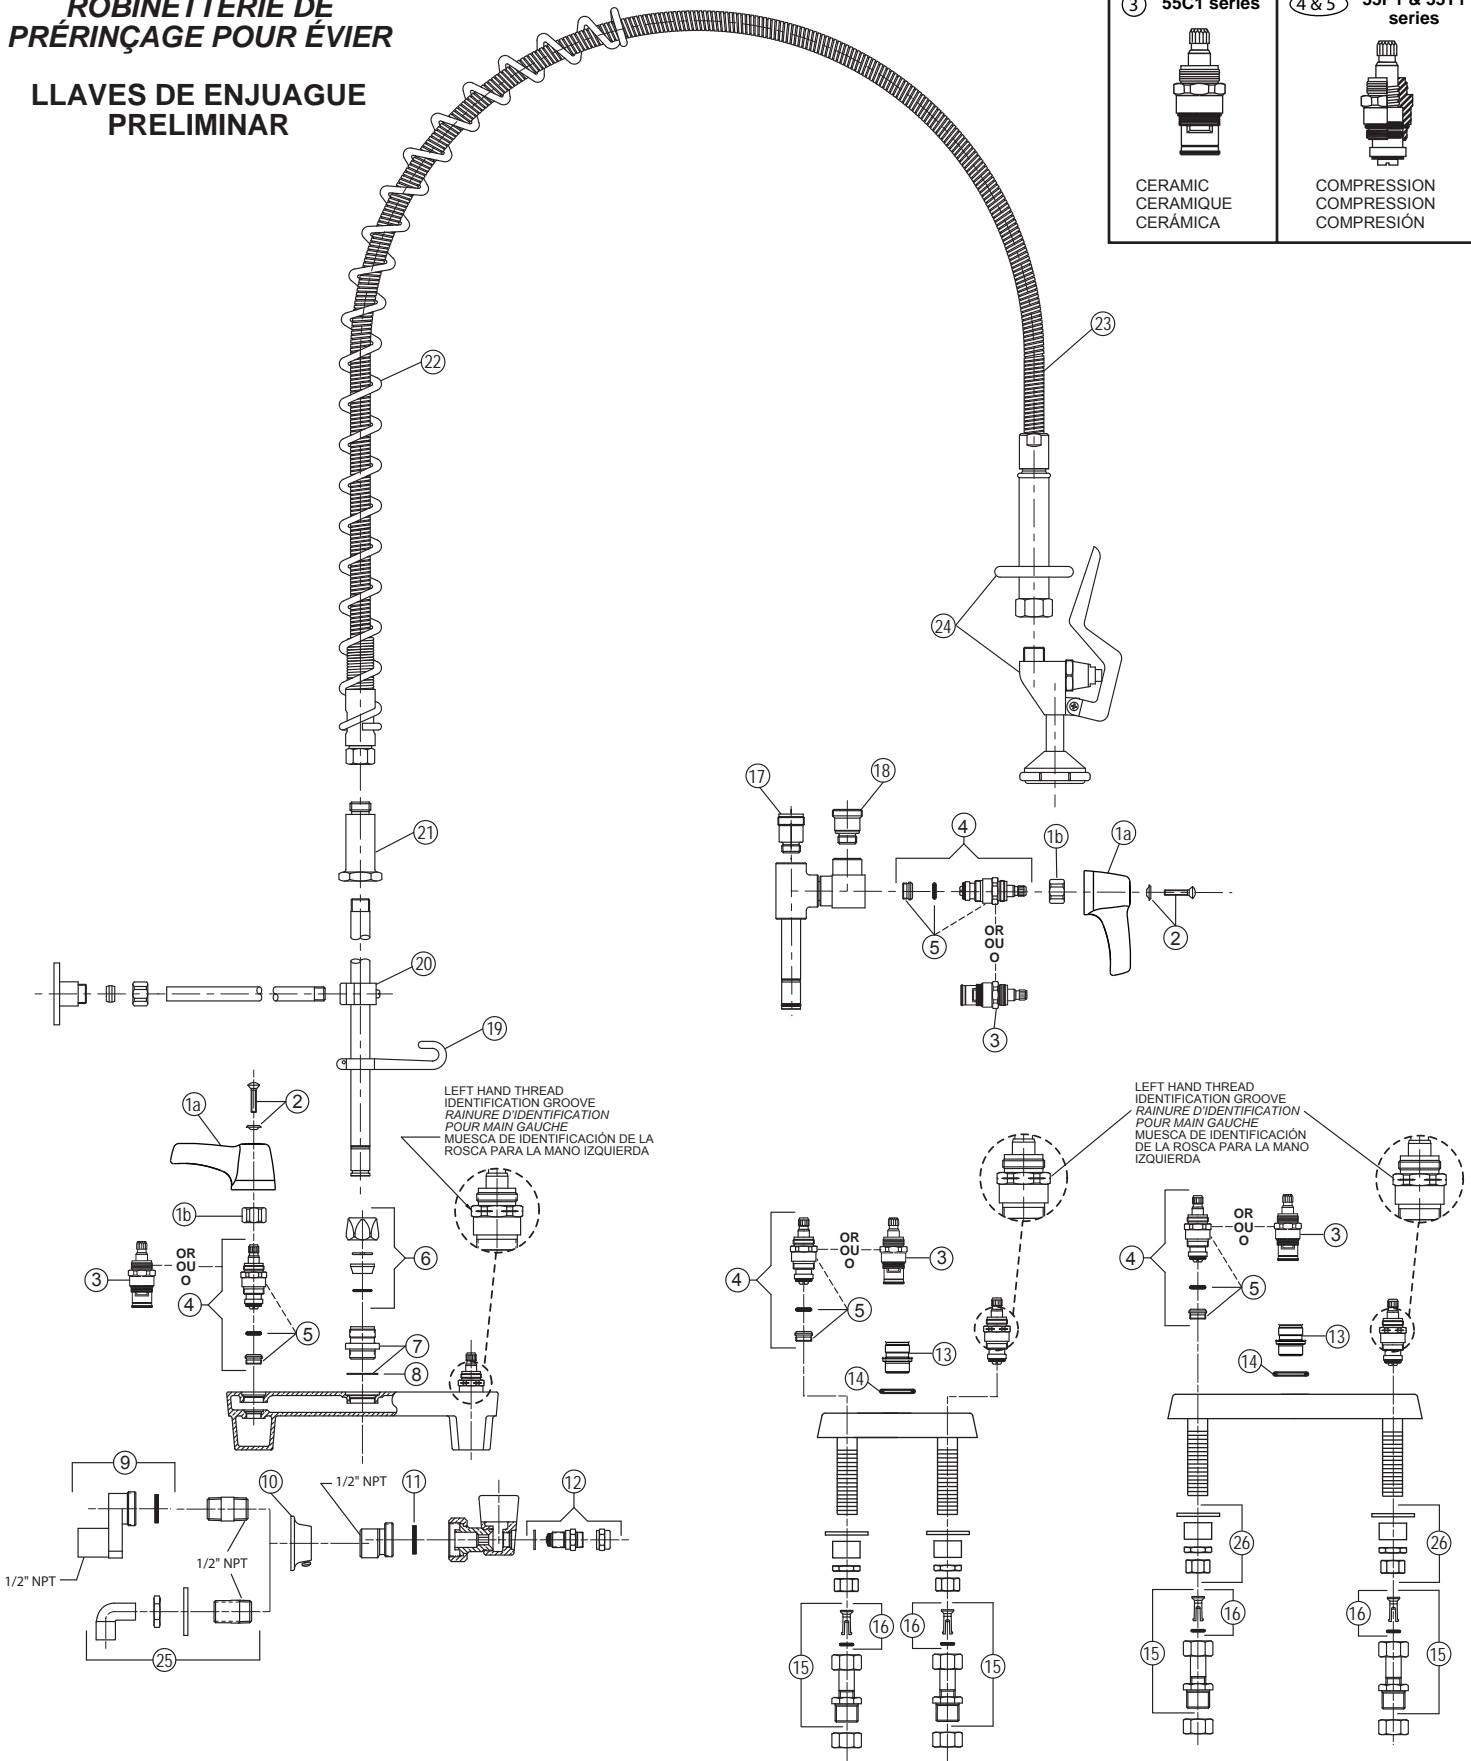 ROBINETTERIE DE
PRÉRINÇAGE POUR ÉVIER
LLAVES DE ENJUAGUE
PRELIMINAR
3 55C1 series
4 & 5
series
CERAMIC
CERAMIQUE
CERÁMICA
COMPRESSION
COMPRESSION
COMPRESIÓN
22
23
24
17
18
4
1b
1a
5
OR
OU
O
2
3
21
20
19
LEFT HAND THREAD
IDENTIFICATION GROOVE
RAINURE D'IDENTIFICATION
POUR MAIN GAUCHE
MUESCA DE IDENTIFICACIÓN DE LA
ROSCA PARA LA MANO IZQUIERDA
1a
2
1b
3
OR
OU
O
4
5
6
7
8
LEFT HAND THREAD
IDENTIFICATION GROOVE
RAINURE D'IDENTIFICATION
POUR MAIN GAUCHE
MUESCA DE IDENTIFICACIÓN
DE LA ROSCA PARA LA MANO
IZQUIERDA
4
OR
OU
O
3
5
13
14
4
OR
OU
O
3
5
13
14
9
10
1/2" NPT
11
12
1/2" NPT
1/2" NPT
25
16
16
15
15
26
26
16
16
15
15